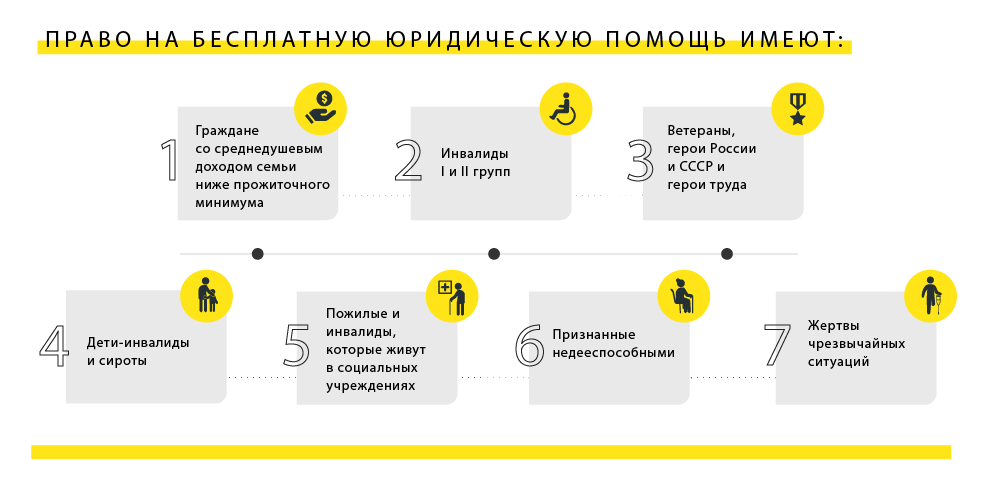 ПРАВО НА БЕСПЛАТНУЮ ЮРИДИЧЕСКУЮ ПОМОЩЬ ИМЕЮТ:
1
Граждане
со среднедушевым
доходом семьи
ниже прожиточного
минимума
2
Инвалиды
I и II групп
3
Ветераны,
герои России
и СССР и
герои труда
4
Дети-инвалиды
и сироты
5
Пожилые и
инвалиды,
которые живут
в социальных
учреждениях
6
Признанные
недееспособными
7
Жертвы
чрезвычайных
ситуаций